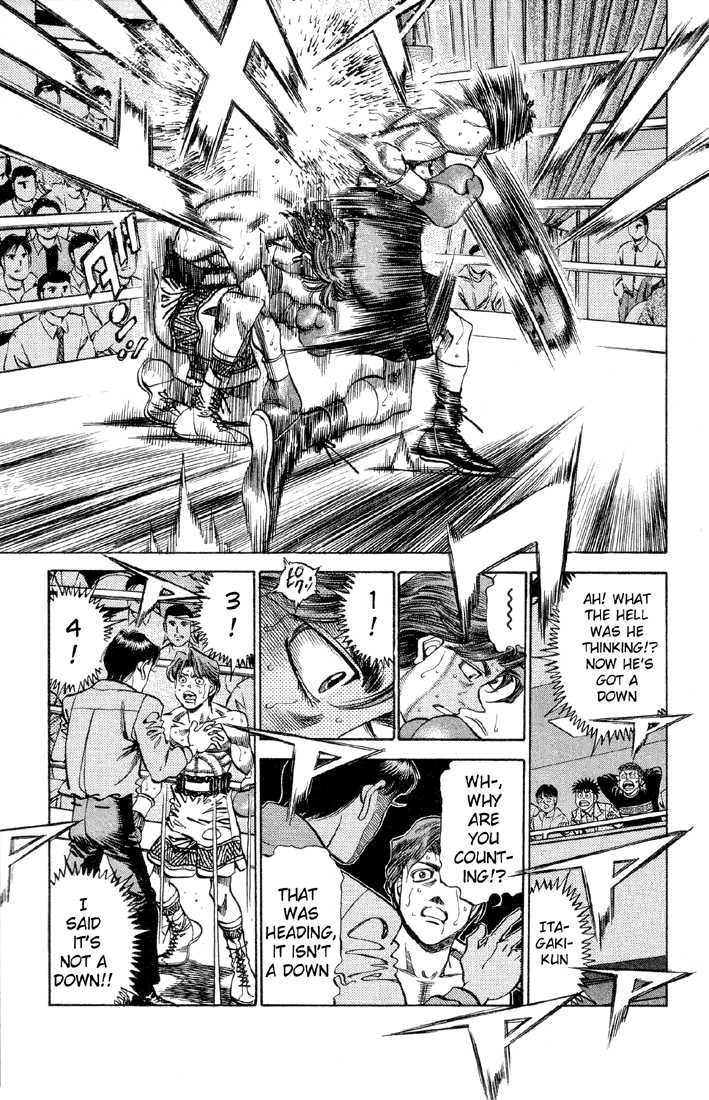 AH! WHAT
THE HELL
WAS HE
THINKING!?
NOW HE'S
GOT A
DOWN
ITA-
GAKI-
KUN
1
!
3
!
4
!
WH-,
WHY
ARE
YOU
COUNT-
ING!?
THAT
WAS
HEADING,
IT ISN'T
A DOWN
I
SAID
IT'S
NOT A
DOWN!!